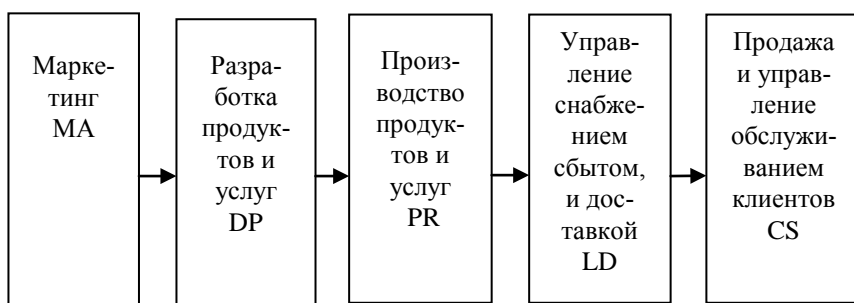 Марке-
тинг
MA
Разра-
ботка
продук-
тов и
услуг
DP
Произ-
водство
продук-
тов и
услуг
PR
Управ-
ление
снабже-
нием
сбытом,
и дос-
тавкой
LD
Продажа
и управ-
ление
обслужи-
ванием
клиентов
CS